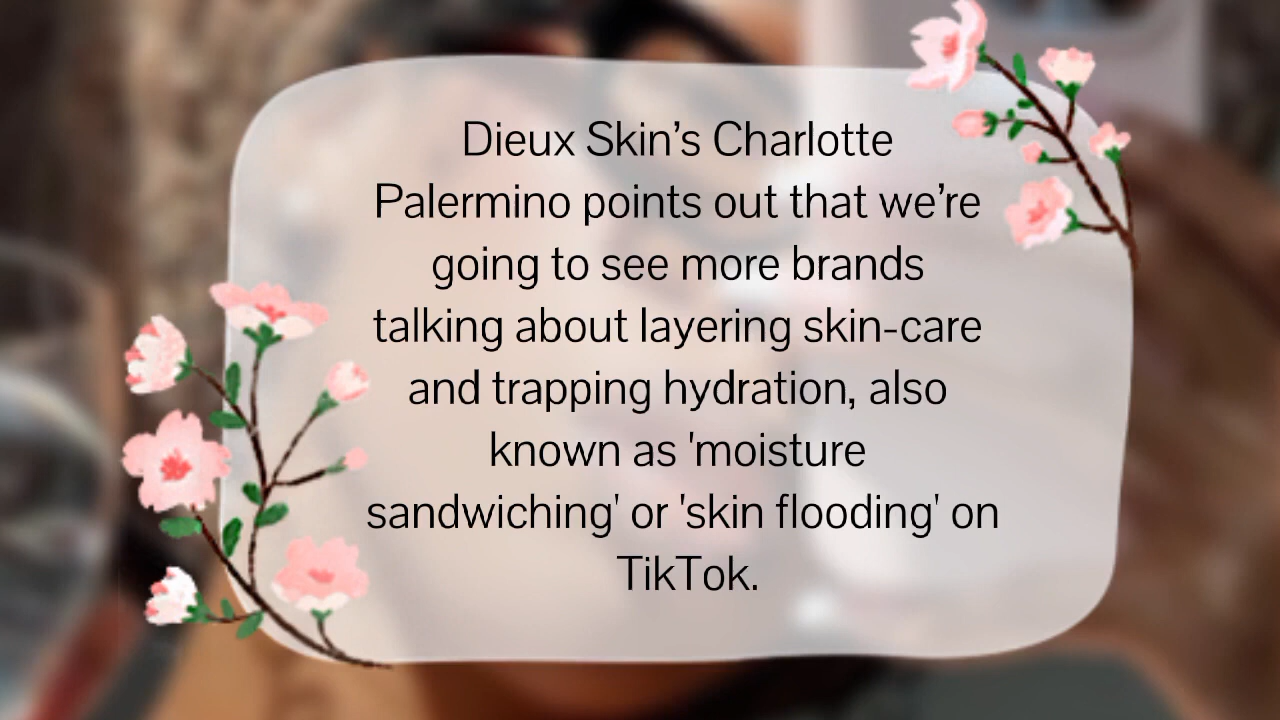 Dieux Skin’s Charlotte
Palermino points out that we’re
going to see more brands
talking about layering skin-care
and trapping hydration, also
known as 'moisture
sandwiching' or 'skin flooding' on
TikTok.